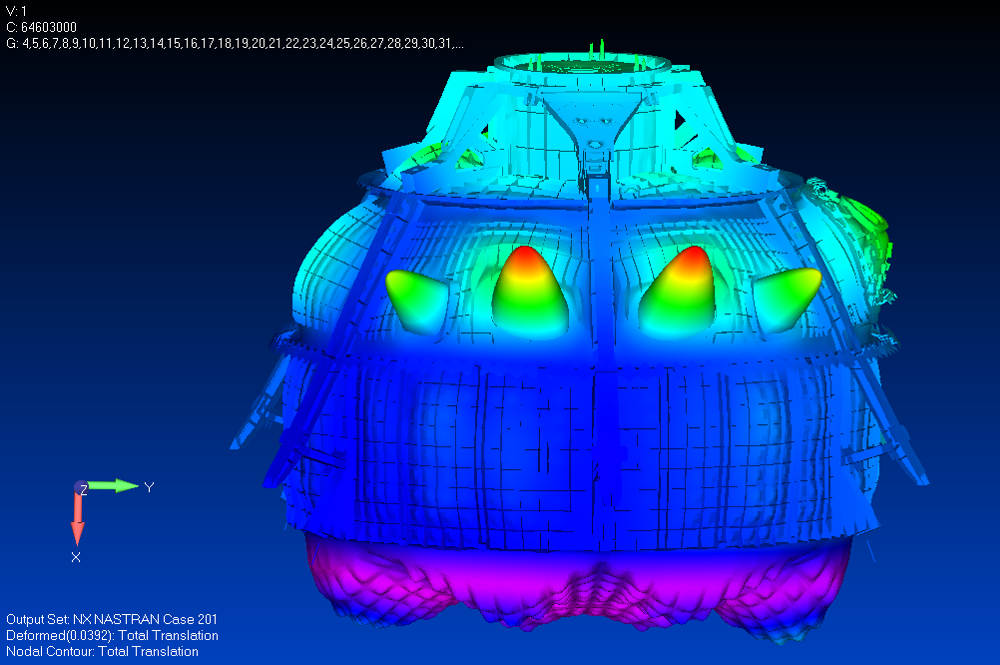 V: 1
C: 64603000
G: 4,5,6,7,8,9,10,11,12,13,14,15,16,17,18,19,20,21,22,23,24,25,26,27,28,29,30,31,...
Z
Y
X
Output Set: NX NASTRAN Case 201
Deformed(0.0392): Total Translation
Nodal Contour: Total Translation